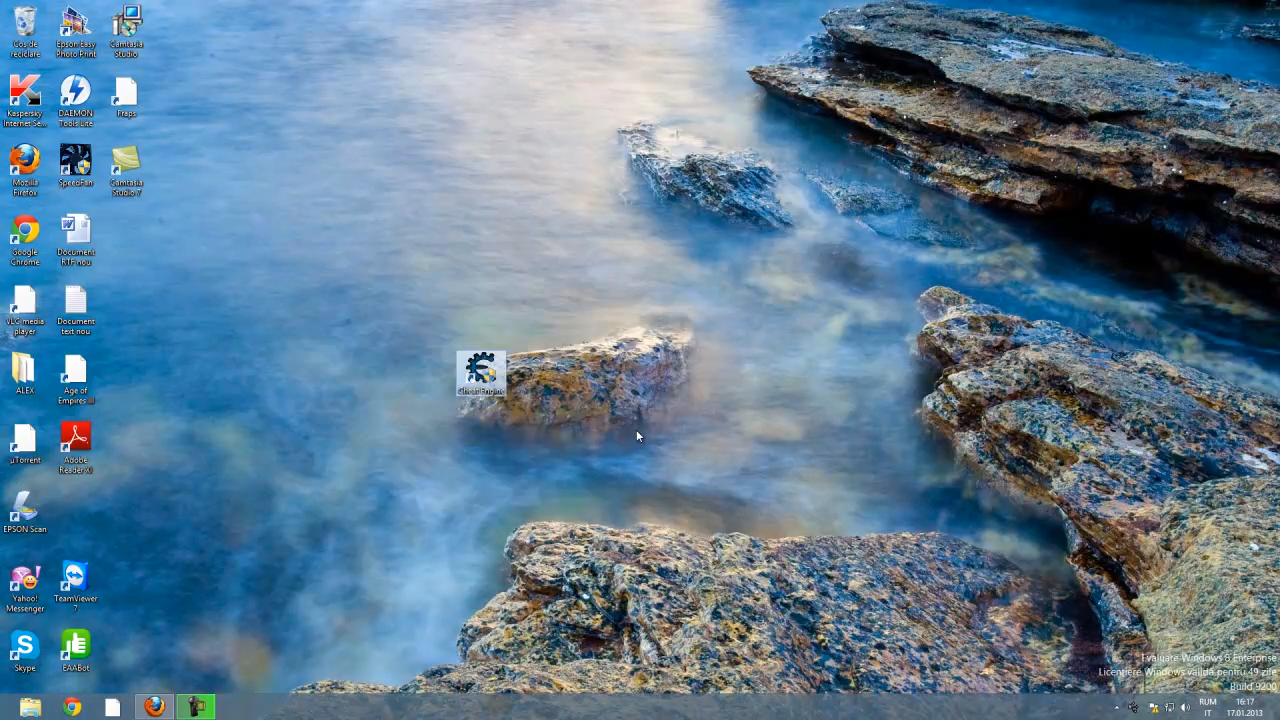 Coș de
reciclare
Epson Easy
Photo Print
Camtasia
Studio
Kaspersky
Internet Se...
DAEMON
Tools Lite
Fraps
Mozilla
Firefox
SpeedFan
Camtasia
Studio 7
Google
Chrome
Document
RTF nou
VLC media
player
Document
text nou
ALEX
Age of
Empires III
Cheat Engine
µTorrent
Adobe
Reader XI
EPSON Scan
Yahoo!
Messenger
TeamViewer
7
Skype
EAABot
Evaluare Windows 8 Enterprise
Licențiere Windows validă pentru 49 zile
Build 9200
RUM
IT
16:17
17.01.2013